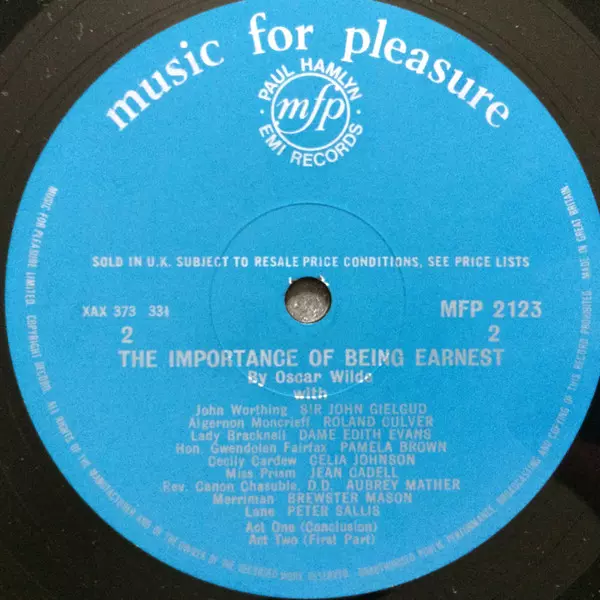 music for pleasure
PAUL HAMLYN
mfp
EMI RECORDS
SOLD IN U.K. SUBJECT TO RESALE PRICE CONDITIONS, SEE PRICE LISTS
XAX 373 33⅓
MFP 2123
2
2
THE IMPORTANCE OF BEING EARNEST
By Oscar Wilde
with
John Worthing SIR JOHN GIELGUD
Algernon Moncrieff ROLAND CULVER
Lady Bracknell DAME EDITH EVANS
Hon. Gwendolen Fairfax PAMELA BROWN
Cecily Cardew CELIA JOHNSON
Miss Prism JEAN CADELL
Rev. Canon Chasuble, D.D. AUBREY MATHER
Merriman BREWSTER MASON
Lane PETER SALLIS
Act One (Conclusion)
Act Two (First Part)
MUSIC FOR PLEASURE LIMITED. COPYRIGHT RECORD. ALL RIGHTS OF THE MANUFACTURER AND OF THE OWNER OF THE RECORDED WORK RESERVED. UNAUTHORISED PUBLIC PERFORMANCE, BROADCASTING AND COPYING OF THIS RECORD PROHIBITED. MADE IN GREAT BRITAIN.